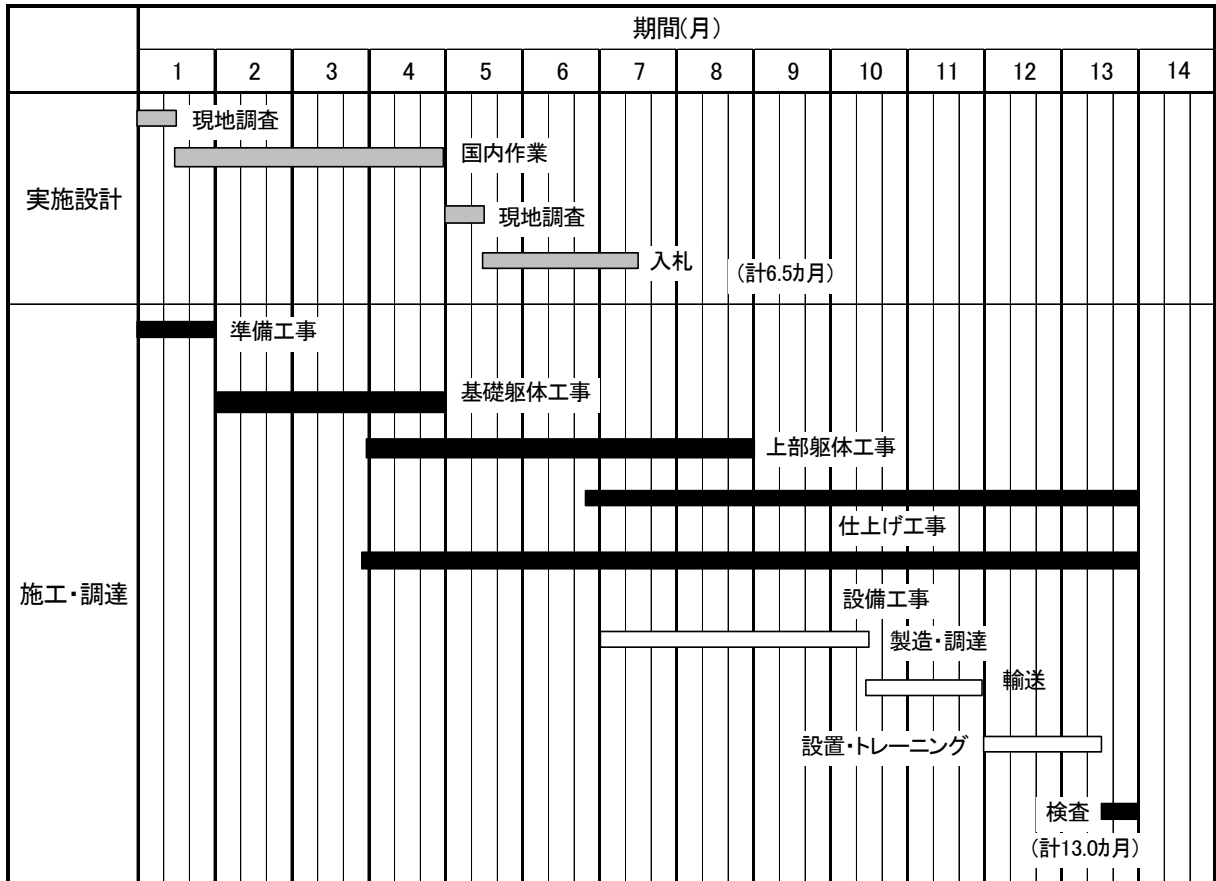 期間(月)
1 2 3 4 5 6 7 8 9 10 11 12 13 14
実施設計
現地調査
国内作業
現地調査
入札 (計6.5ｶ月)
施工・調達
準備工事
基礎躯体工事
上部躯体工事
仕上げ工事
設備工事
製造・調達
輸送
設置・トレーニング
検査
(計13.0ｶ月)